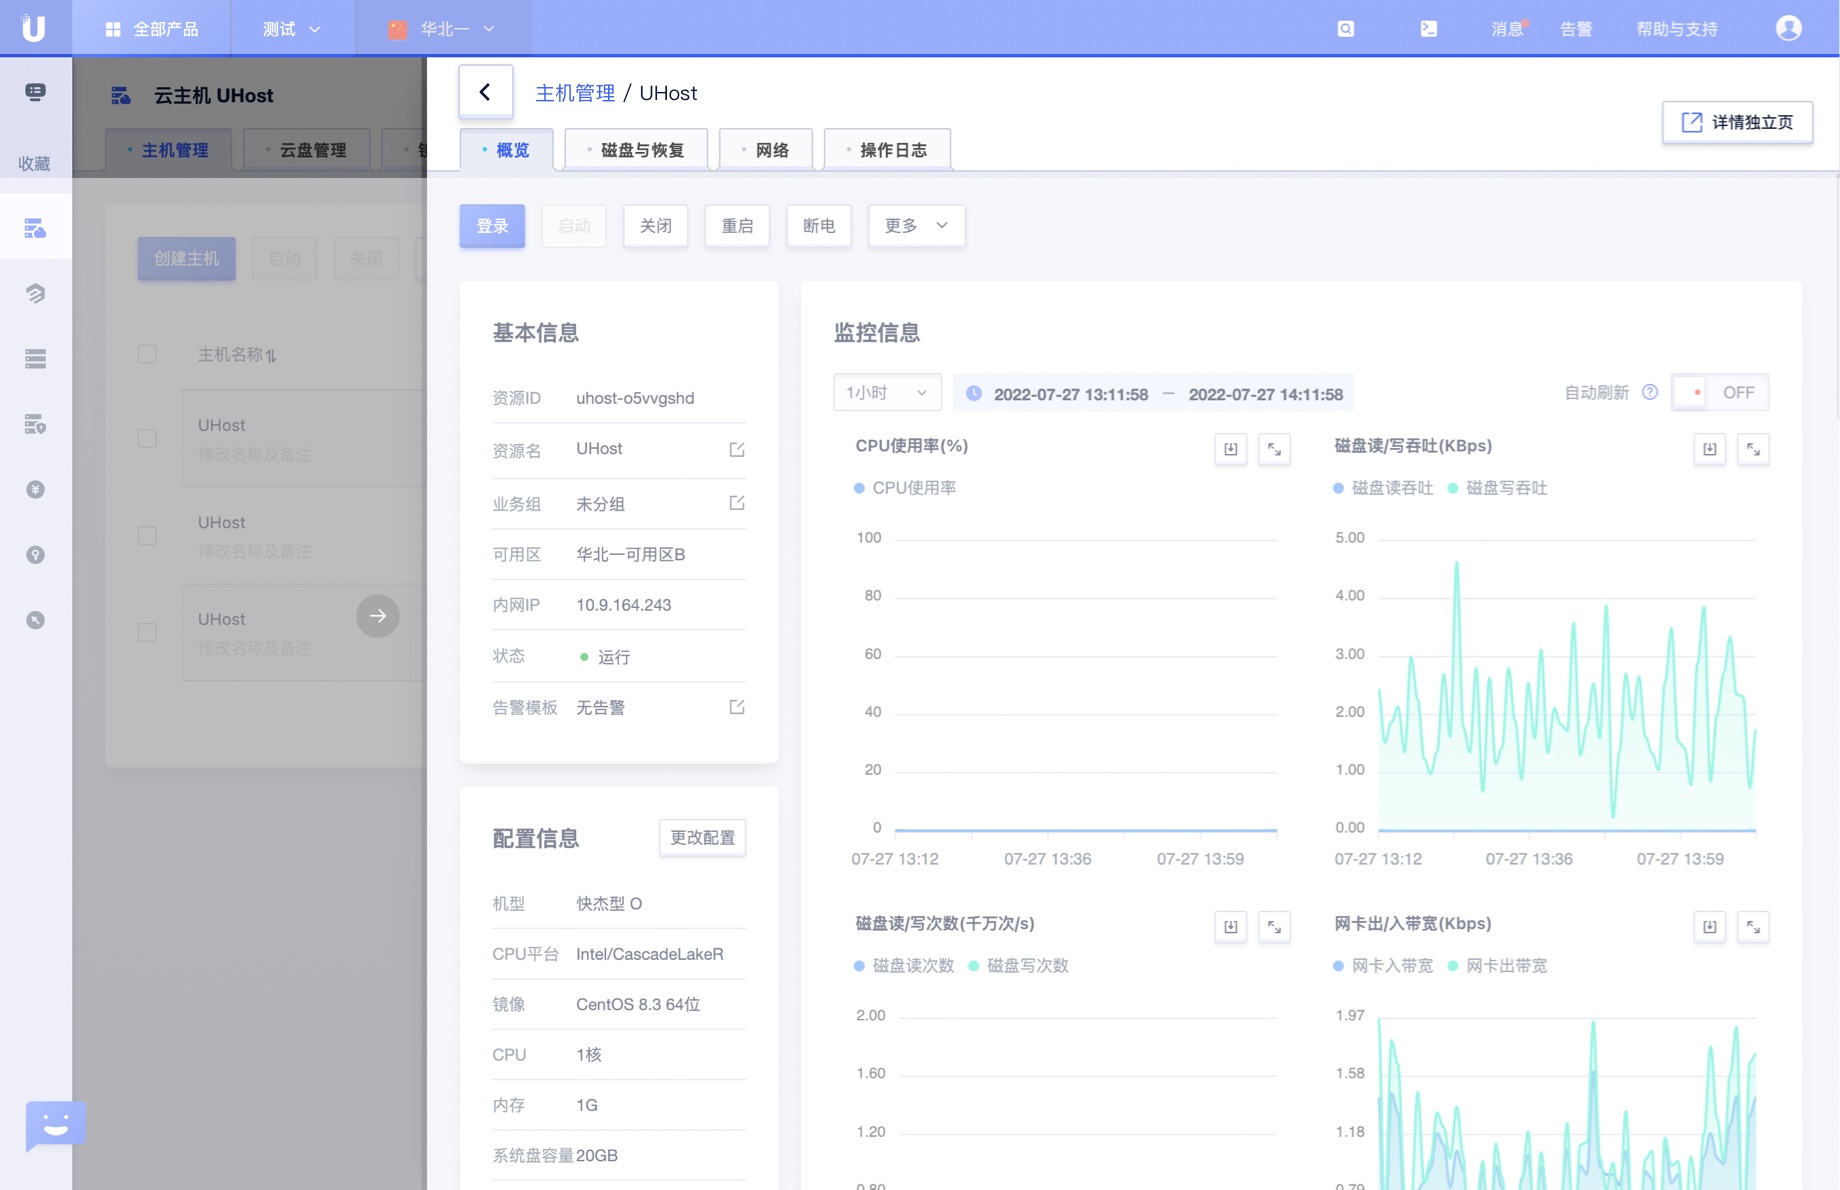 全部产品
测试
华北一
消息
告警
帮助与支持
收藏
云主机 UHost
主机管理
云盘管理
创建主机
启动
关闭
主机名称
UHost
修改名称及备注
UHost
修改名称及备注
UHost
修改名称及备注
主机管理 / UHost
详情独立页
概览
磁盘与恢复
网络
操作日志
登录
启动
关闭
重启
断电
更多
基本信息
资源ID uhost-o5vvgshd
资源名 UHost
业务组 未分组
可用区 华北一可用区B
内网IP 10.9.164.243
状态 运行
告警模板 无告警
配置信息
更改配置
机型 快杰型 O
CPU平台 Intel/CascadeLakeR
镜像 CentOS 8.3 64位
CPU 1核
内存 1G
系统盘容量 20GB
监控信息
1小时
2022-07-27 13:11:58 — 2022-07-27 14:11:58
自动刷新
OFF
CPU使用率(%)
CPU使用率
100
80
60
40
20
0
07-27 13:12 07-27 13:36 07-27 13:59
磁盘读/写吞吐(KBps)
磁盘读吞吐 磁盘写吞吐
5.00
4.00
3.00
2.00
1.00
0.00
07-27 13:12 07-27 13:36 07-27 13:59
磁盘读/写次数(千万次/s)
磁盘读次数 磁盘写次数
2.00
1.60
1.20
0.80
网卡出/入带宽(Kbps)
网卡入带宽 网卡出带宽
1.97
1.58
1.18
0.79